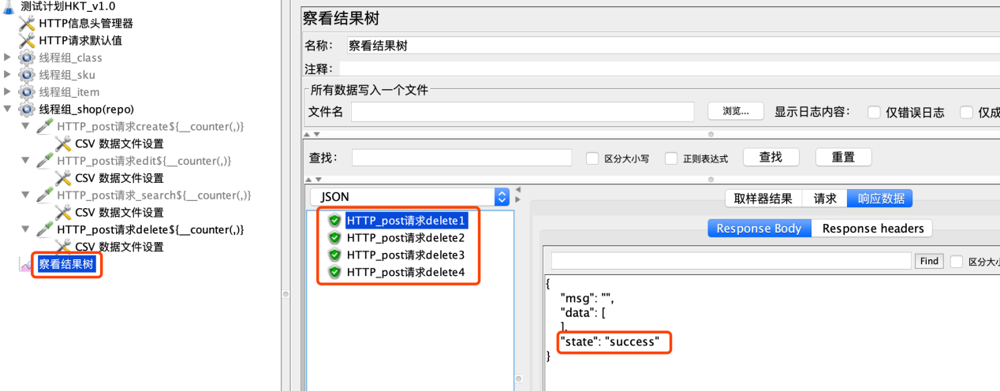 测试计划HKT_v1.0
HTTP信息头管理器
HTTP请求默认值
线程组_class
线程组_sku
线程组_item
线程组_shop(repo)
HTTP_post请求create${__counter(,)}
CSV 数据文件设置
HTTP_post请求edit${__counter(,)}
CSV 数据文件设置
HTTP_post请求_search${__counter(,)}
CSV 数据文件设置
HTTP_post请求delete${__counter(,)}
CSV 数据文件设置
察看结果树
察看结果树
名称: 察看结果树
注释:
所有数据写入一个文件
文件名 浏览... 显示日志内容: 仅错误日志 仅成
查找: 区分大小写 正则表达式 查找 重置
JSON
HTTP_post请求delete1
HTTP_post请求delete2
HTTP_post请求delete3
HTTP_post请求delete4
取样器结果 请求 响应数据
Response Body Response headers
Find 区分大小
{
"msg": "",
"data": [
],
"state": "success"
}